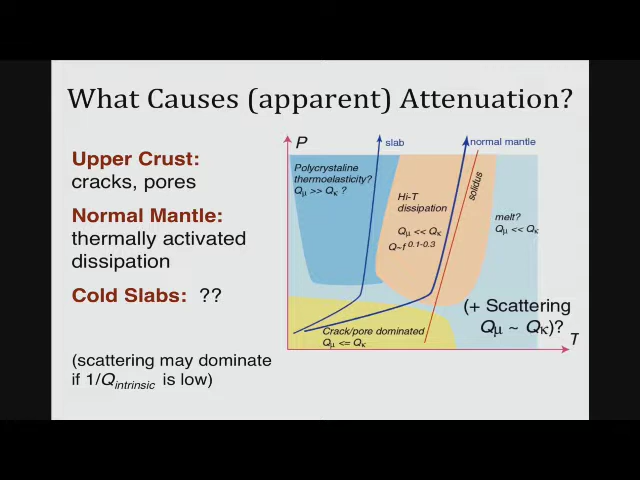 What Causes (apparent) Attenuation?
Upper Crust:
cracks, pores
Normal Mantle:
thermally activated
dissipation
Cold Slabs: ??
(scattering may dominate
if 1/Qintrinsic is low)
P
slab
normal mantle
Polycrystaline
thermoelasticity?
Qμ >> Qκ ?
Hi-T
dissipation
Qμ << Qκ
Q~f 0.1-0.3
solidus
melt?
Qμ << Qκ
(+ Scattering
Qμ ~ Qκ)?
Crack/pore dominated
Qμ <= Qκ
T